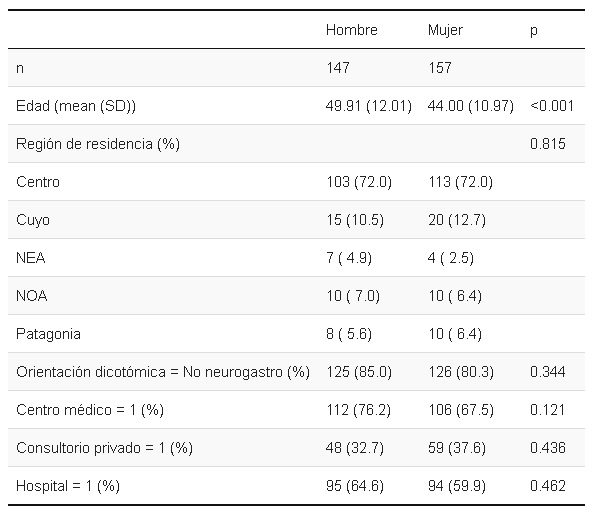 Hombre Mujer p
n 147 157
Edad (mean (SD)) 49.91 (12.01) 44.00 (10.97) <0.001
Región de residencia (%) 0.815
Centro 103 (72.0) 113 (72.0)
Cuyo 15 (10.5) 20 (12.7)
NEA 7 ( 4.9) 4 ( 2.5)
NOA 10 ( 7.0) 10 ( 6.4)
Patagonia 8 ( 5.6) 10 ( 6.4)
Orientación dicotómica = No neurogastro (%) 125 (85.0) 126 (80.3) 0.344
Centro médico = 1 (%) 112 (76.2) 106 (67.5) 0.121
Consultorio privado = 1 (%) 48 (32.7) 59 (37.6) 0.436
Hospital = 1 (%) 95 (64.6) 94 (59.9) 0.462